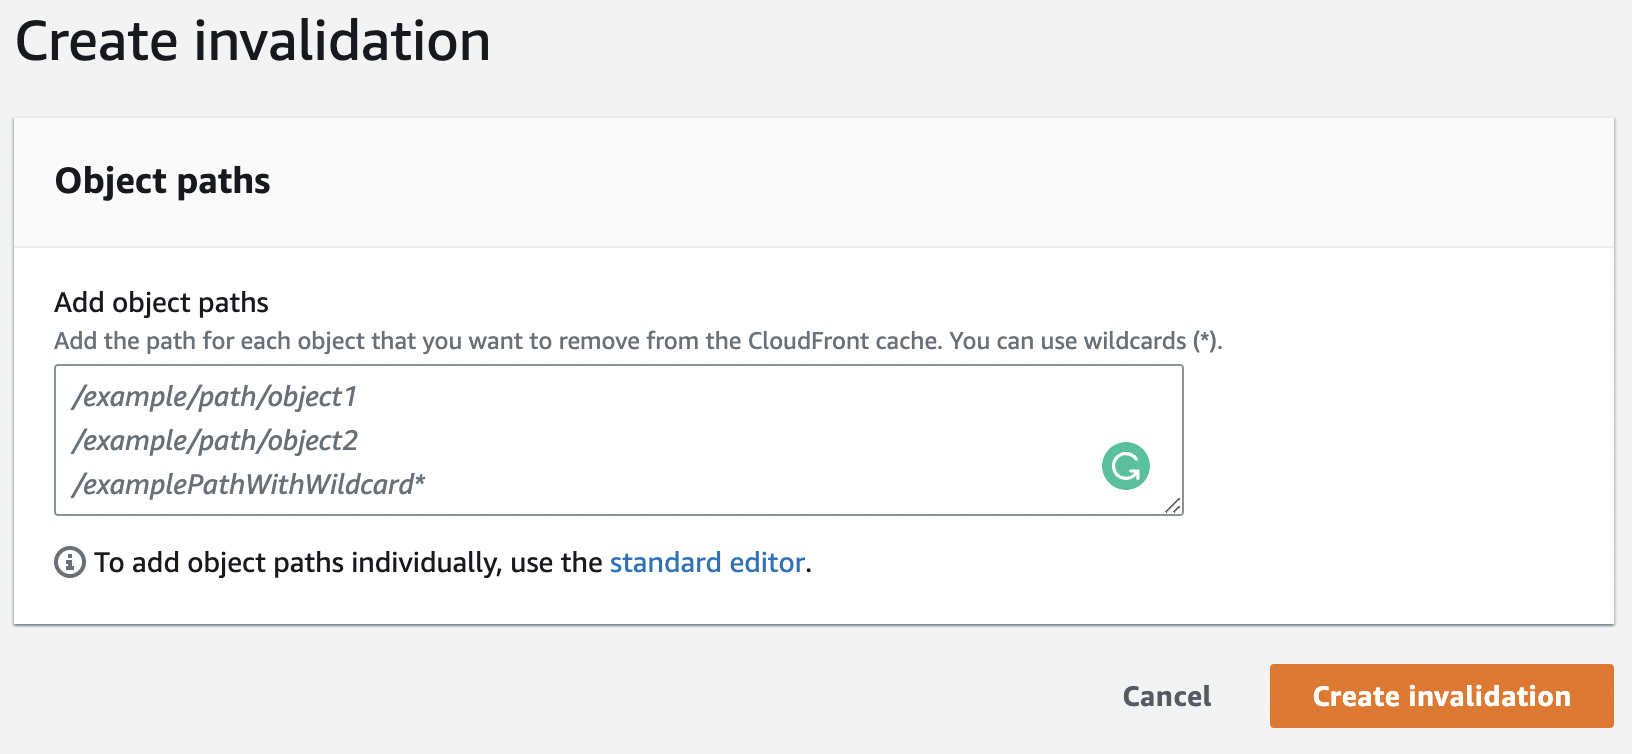 Create invalidation
Object paths
Add object paths
Add the path for each object that you want to remove from the CloudFront cache. You can use wildcards (*).
/example/path/object1
/example/path/object2
/examplePathWithWildcard*
To add object paths individually, use the standard editor.
Cancel
Create invalidation